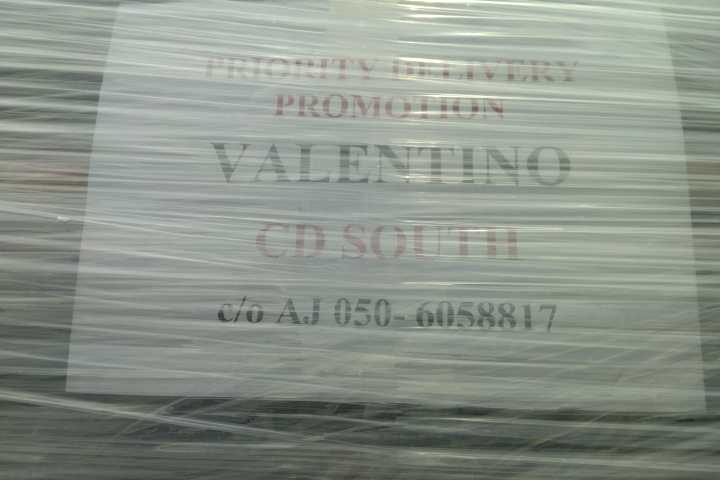 PRIORITY DELIVERY
PROMOTION
VALENTINO
CD SOUTH
c/o AJ 050- 6058817